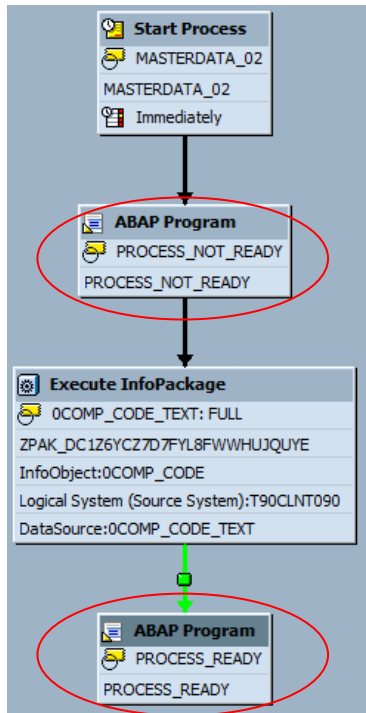 Start Process
MASTERDATA_02
MASTERDATA_02
Immediately
ABAP Program
PROCESS_NOT_READY
PROCESS_NOT_READY
Execute InfoPackage
0COMP_CODE_TEXT: FULL
ZPAK_DC1Z6YCZ7D7FYL8FWWHUJQUYE
InfoObject:0COMP_CODE
Logical System (Source System):T90CLNT090
DataSource:0COMP_CODE_TEXT
ABAP Program
PROCESS_READY
PROCESS_READY